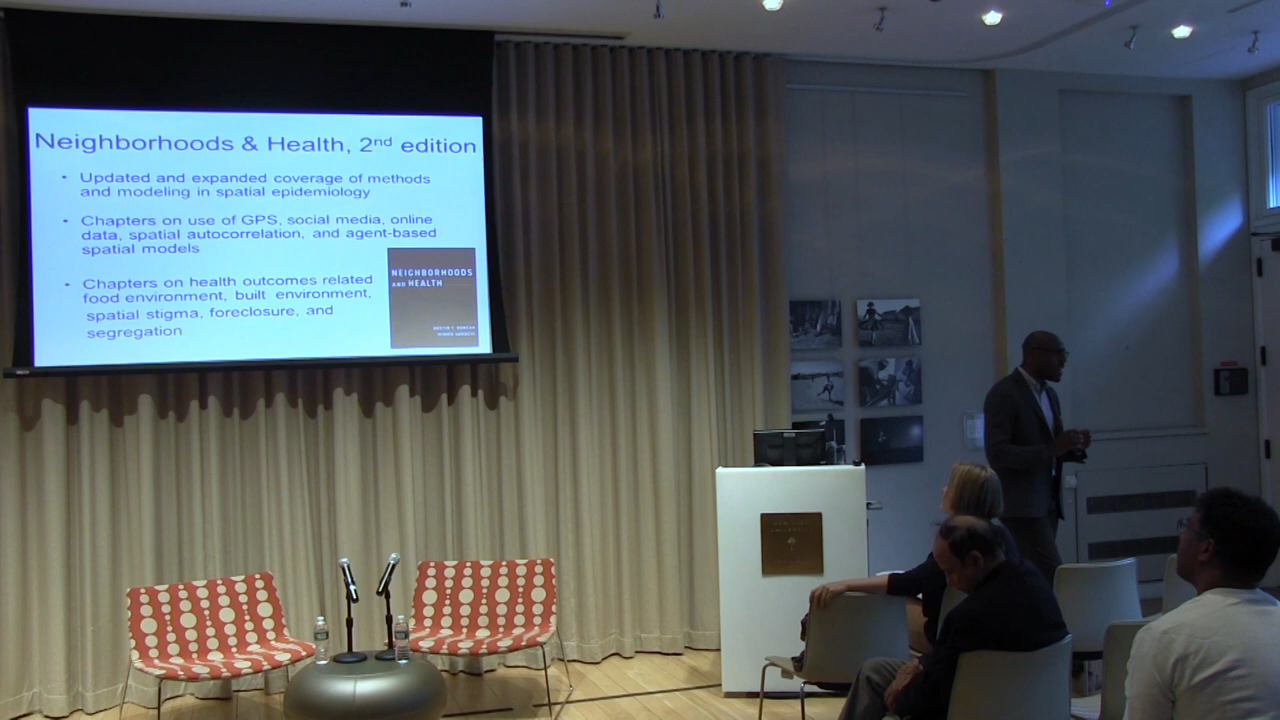 Neighborhoods & Health, 2nd edition
• Updated and expanded coverage of methods
and modeling in spatial epidemiology
• Chapters on use of GPS, social media, online
data, spatial autocorrelation, and agent-based
spatial models
• Chapters on health outcomes related
food environment, built environment,
spatial stigma, foreclosure, and
segregation
NEIGHBORHOODS
AND HEALTH